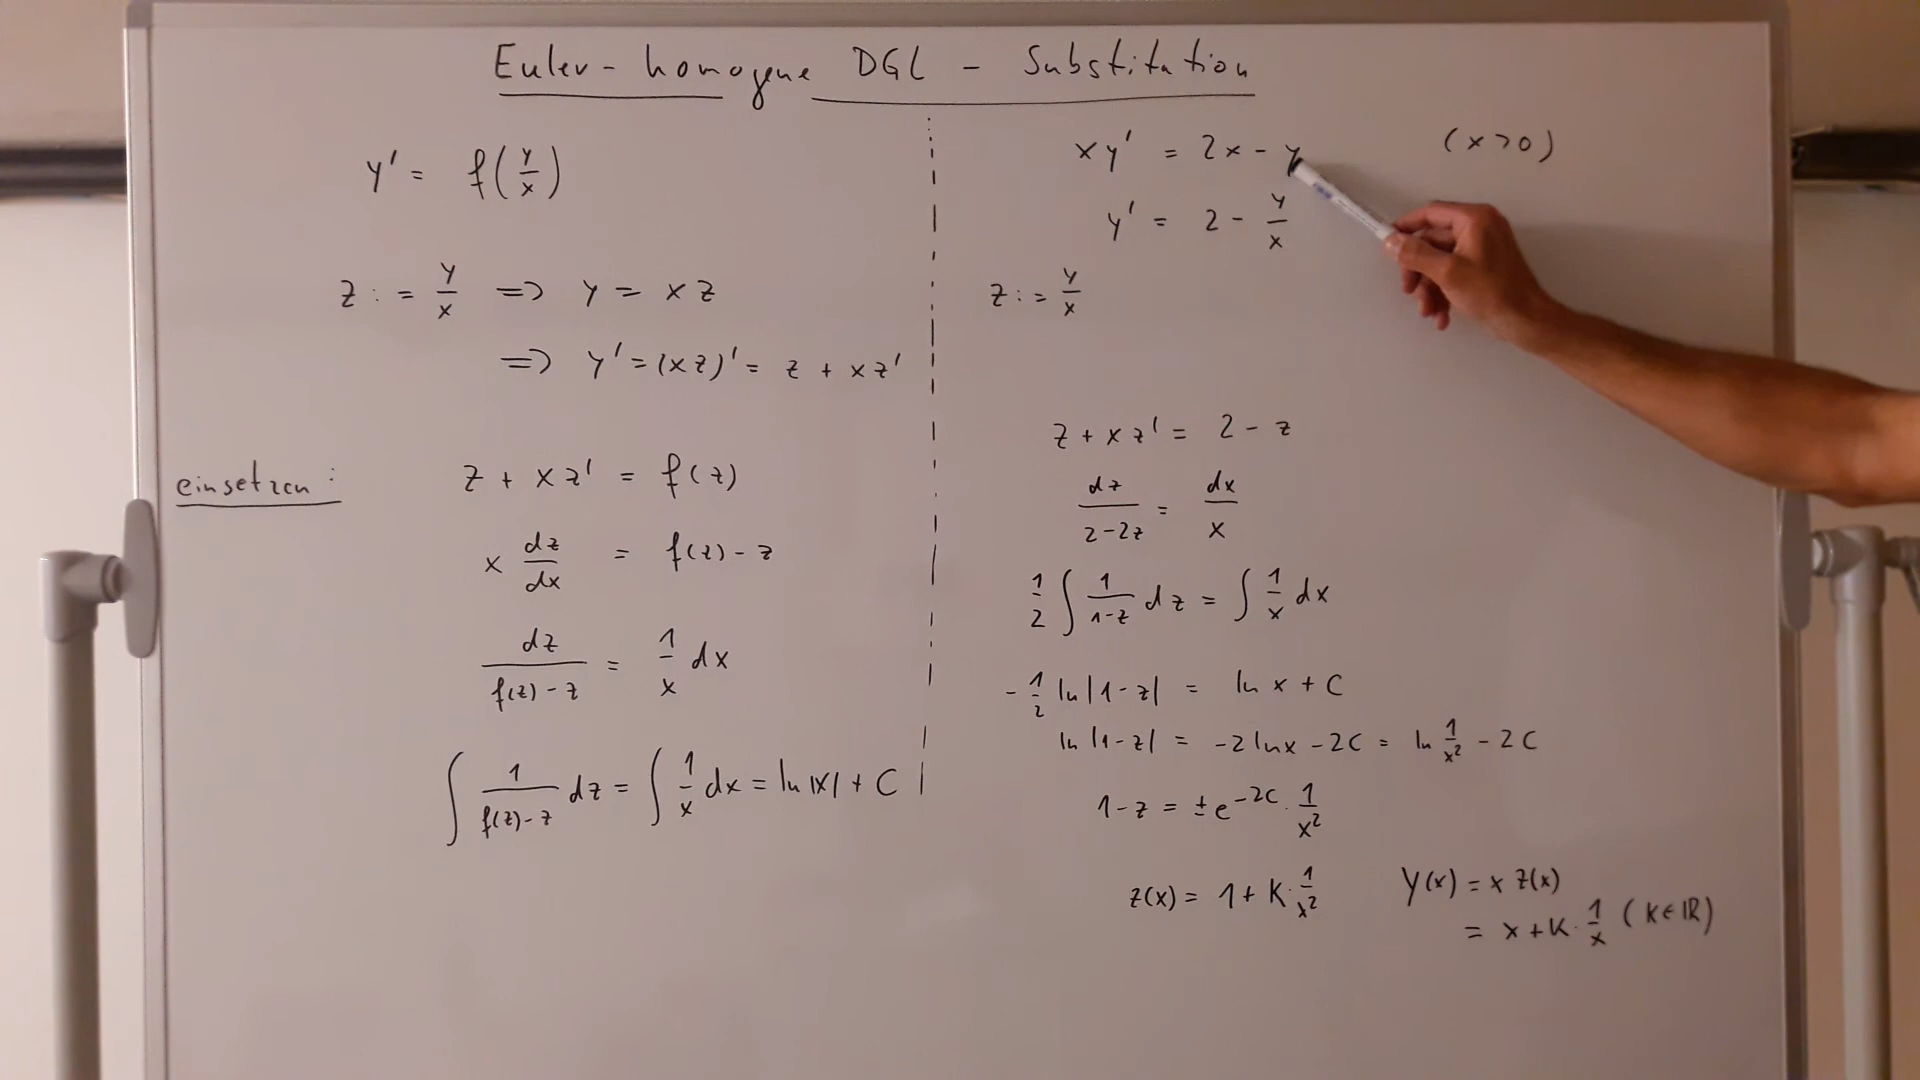 Euler-homogene DGL - Substitution
y' = f(y/x)
z := y/x => y = xz
=> y' = (xz)' = z + xz'
einsetzen:
z + xz' = f(z)
x dz/dx = f(z) - z
dz/(f(z) - z) = 1/x dx
∫ 1/(f(z) - z) dz = ∫ 1/x dx = ln|x| + C
xy' = 2x - y (x>0)
y' = 2 - y/x
z := y/x
z + xz' = 2 - z
dz/(2-2z) = dx/x
1/2 ∫ 1/(1-z) dz = ∫ 1/x dx
-1/2 ln|1-z| = ln x + C
ln|1-z| = -2 ln x - 2C = ln 1/x² - 2C
1-z = ± e^(-2C) · 1/x²
z(x) = 1 + K · 1/x²
y(x) = x z(x)
= x + K · 1/x (K∈ℝ)